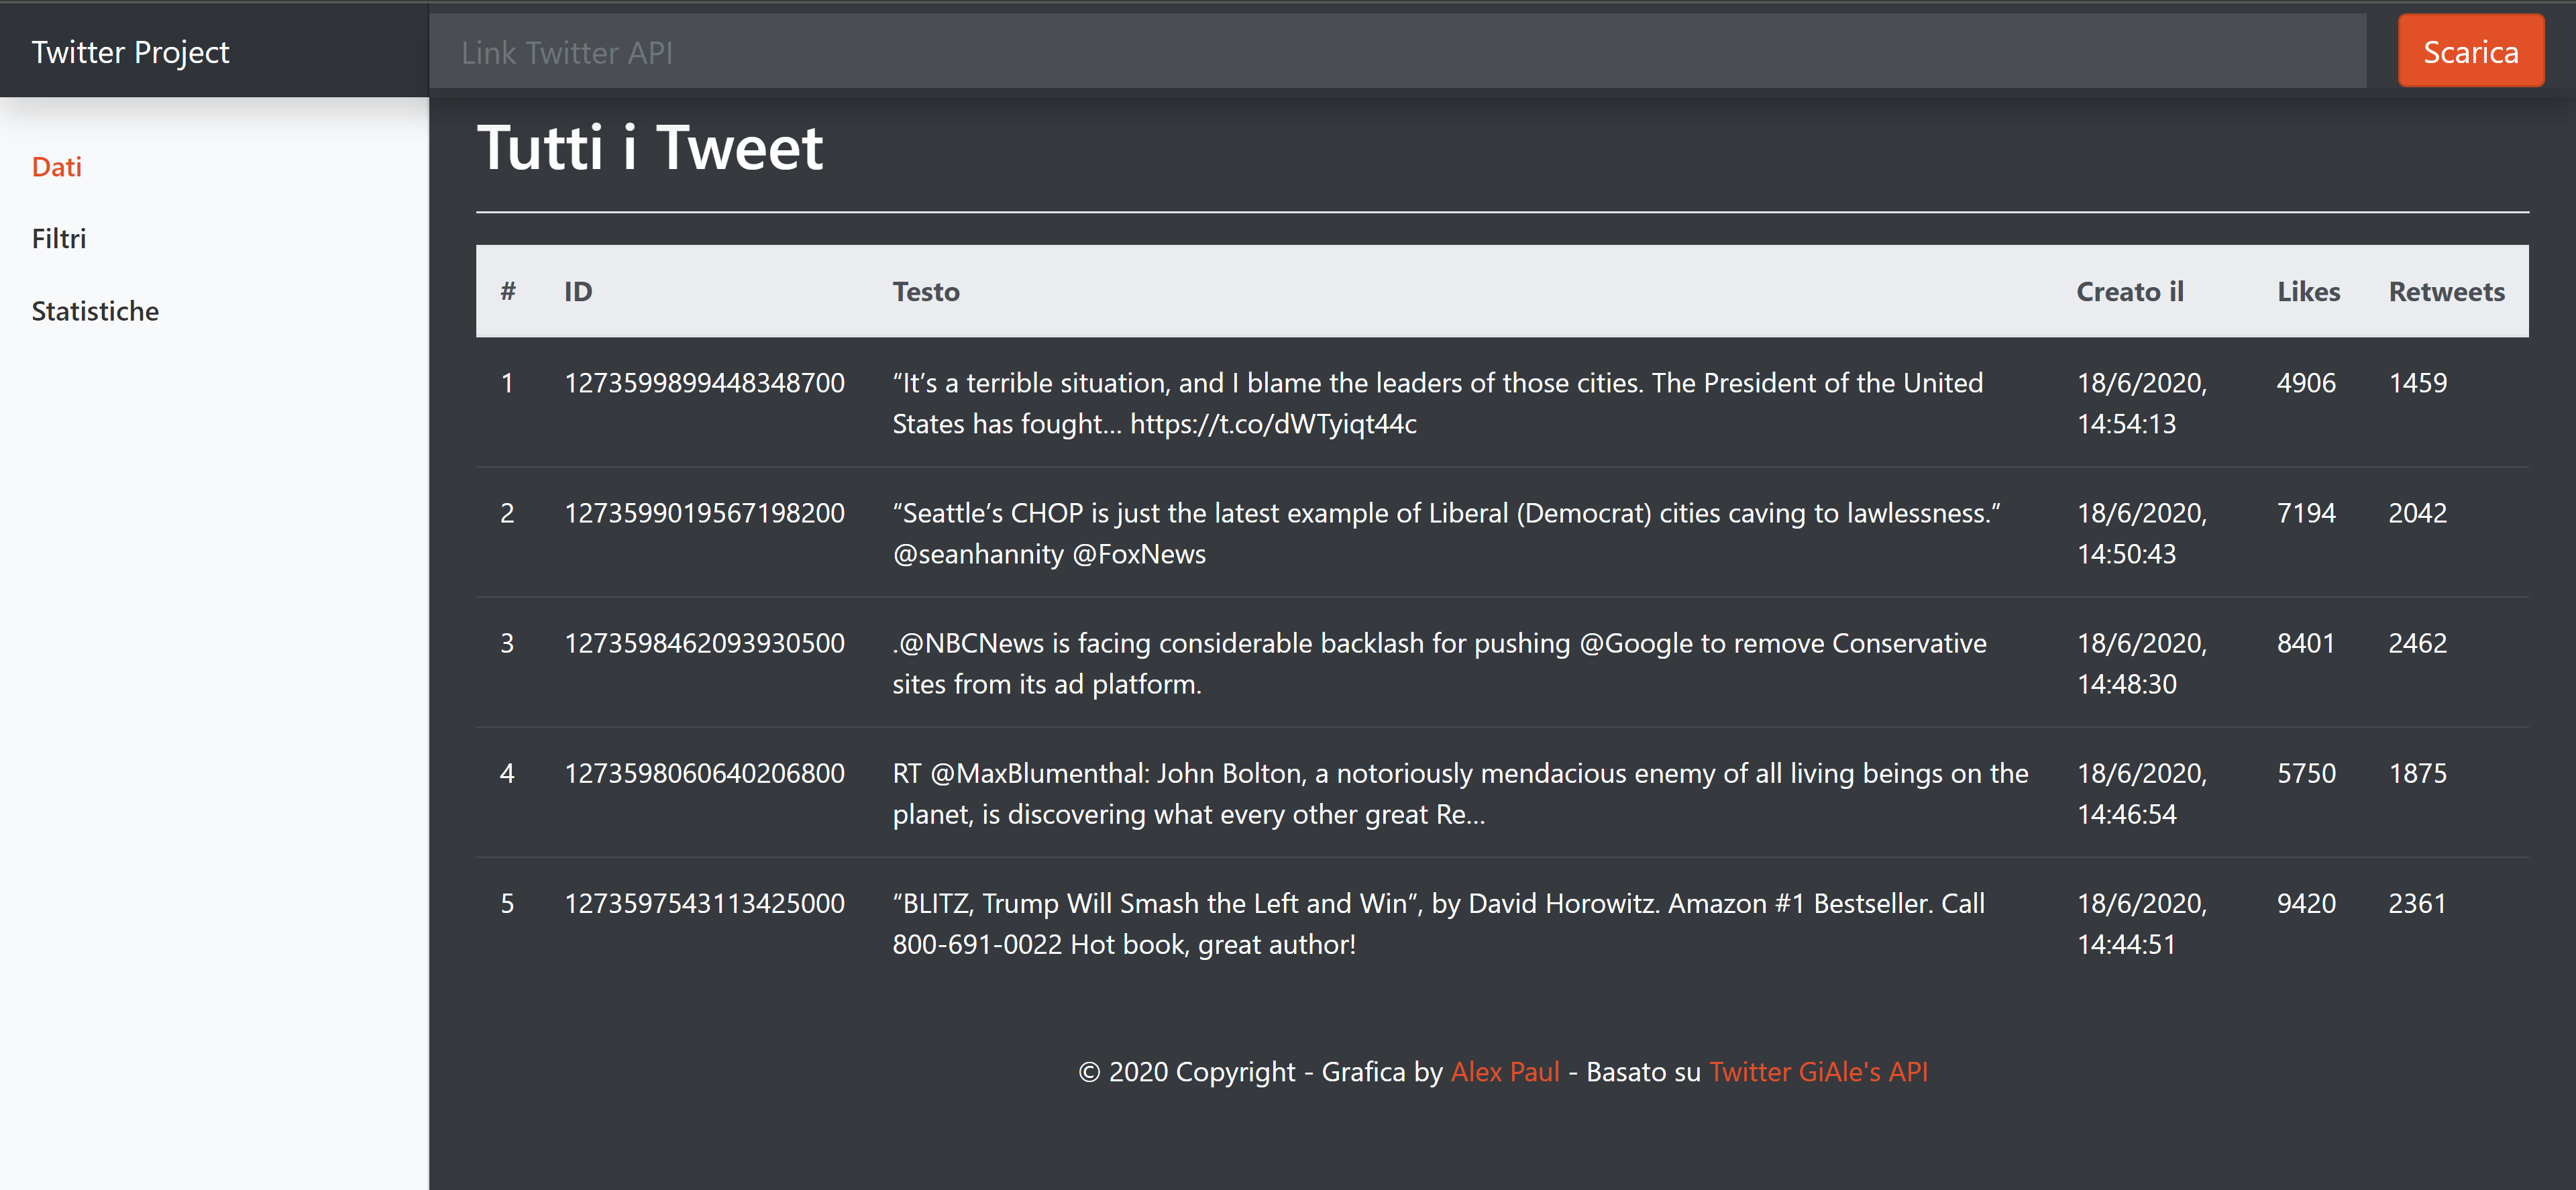 Twitter Project
Link Twitter API
Scarica
Dati
Filtri
Statistiche
Tutti i Tweet
# ID Testo Creato il Likes Retweets
1 1273599899448348700 “It’s a terrible situation, and I blame the leaders of those cities. The President of the United 18/6/2020, 4906 1459
States has fought… https://t.co/dWTyiqt44c 14:54:13
2 1273599019567198200 “Seattle’s CHOP is just the latest example of Liberal (Democrat) cities caving to lawlessness.” 18/6/2020, 7194 2042
@seanhannity @FoxNews 14:50:43
3 1273598462093930500 .@NBCNews is facing considerable backlash for pushing @Google to remove Conservative 18/6/2020, 8401 2462
sites from its ad platform. 14:48:30
4 1273598060640206800 RT @MaxBlumenthal: John Bolton, a notoriously mendacious enemy of all living beings on the 18/6/2020, 5750 1875
planet, is discovering what every other great Re… 14:46:54
5 1273597543113425000 “BLITZ, Trump Will Smash the Left and Win”, by David Horowitz. Amazon #1 Bestseller. Call 18/6/2020, 9420 2361
800-691-0022 Hot book, great author! 14:44:51
© 2020 Copyright - Grafica by Alex Paul - Basato su Twitter GiAle's API